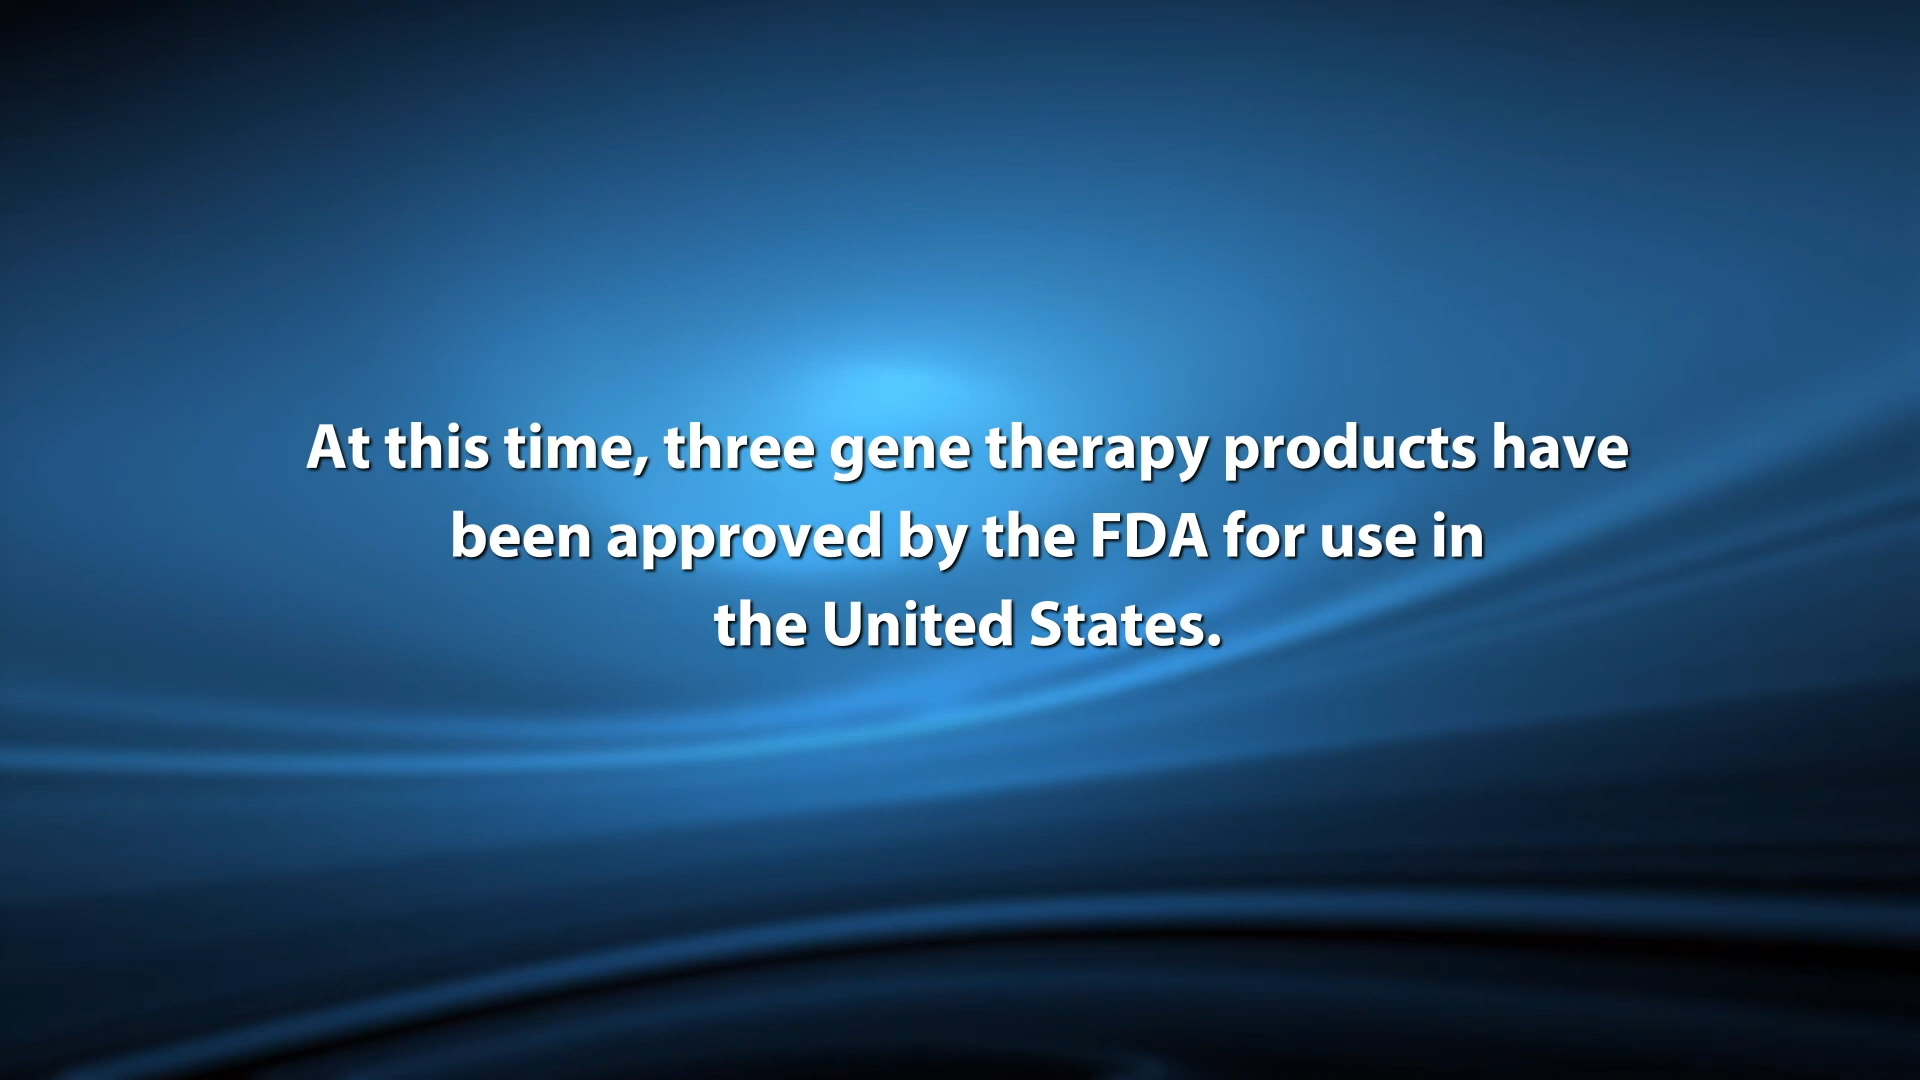 At this time, three gene therapy products have
been approved by the FDA for use in
the United States.